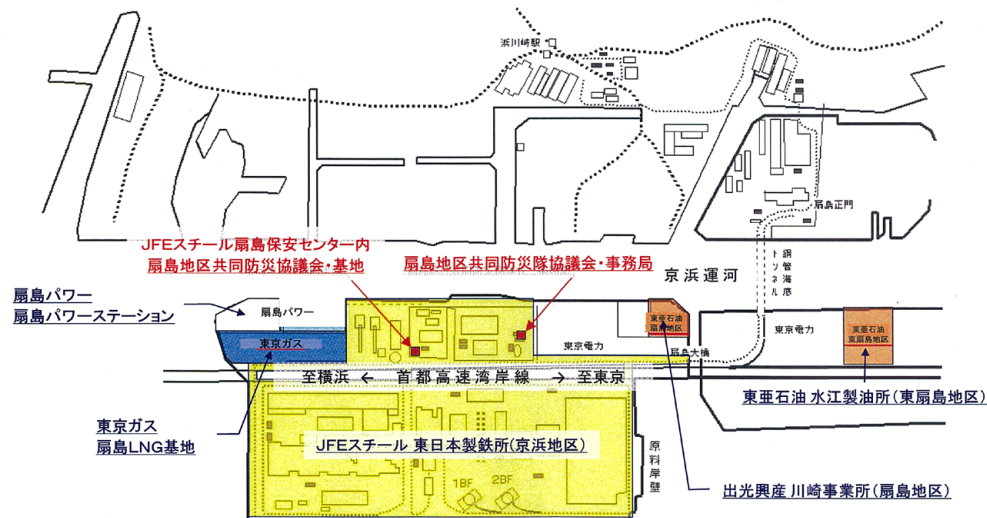 浜川崎駅
扇島正門
JFEスチール扇島保安センター内
扇島地区共同防災協議会・基地
扇島地区共同防災隊協議会・事務局
京浜運河
鋼管海底
トンネル
扇島パワー
扇島パワーステーション
扇島パワー
東京ガス
東京電力
東亜石油
扇島地区
扇島大橋
東京電力
東亜石油
東扇島地区
至横浜 ← 首都高速湾岸線 → 至東京
東亜石油 水江製油所(東扇島地区)
東京ガス
扇島LNG基地
JFEスチール 東日本製鉄所(京浜地区)
原料岸壁
1BF
2BF
出光興産 川崎事業所(扇島地区)